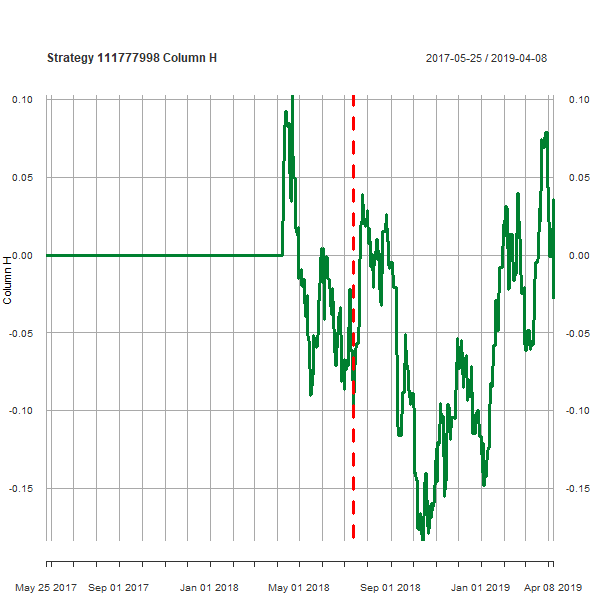 Strategy 111777998 Column H
2017-05-25 / 2019-04-08
0.10 0.10
0.05 0.05
0.00 0.00
Column H
-0.05 -0.05
-0.10 -0.10
-0.15 -0.15
May 25 2017 Sep 01 2017 Jan 01 2018 May 01 2018 Sep 01 2018 Jan 01 2019 Apr 08 2019